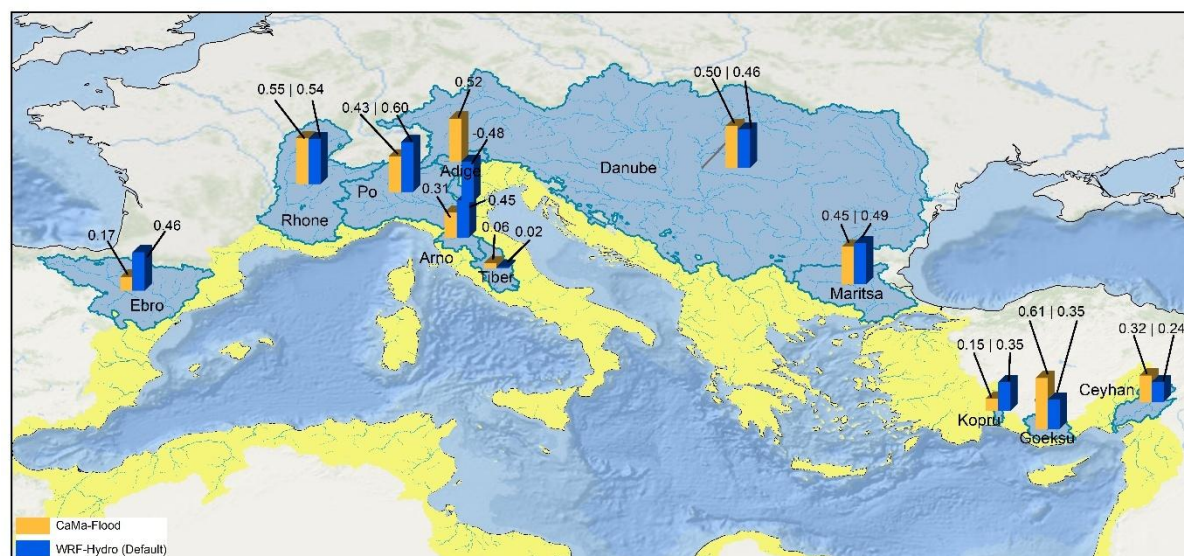 0.52
0.50 | 0.46
0.55 | 0.54
0.43 | 0.60
-0.48
Danube
Adige
Po
0.31
Rhone
0.45
0.46
0.17
0.45 | 0.49
0.06
0.02
Arno
Tiber
Ebro
Maritsa
0.61 | 0.35
0.15 | 0.35
0.32 | 0.24
Ceyhan
Kopru
Goeksu
CaMa-Flood
WRF-Hydro (Default)